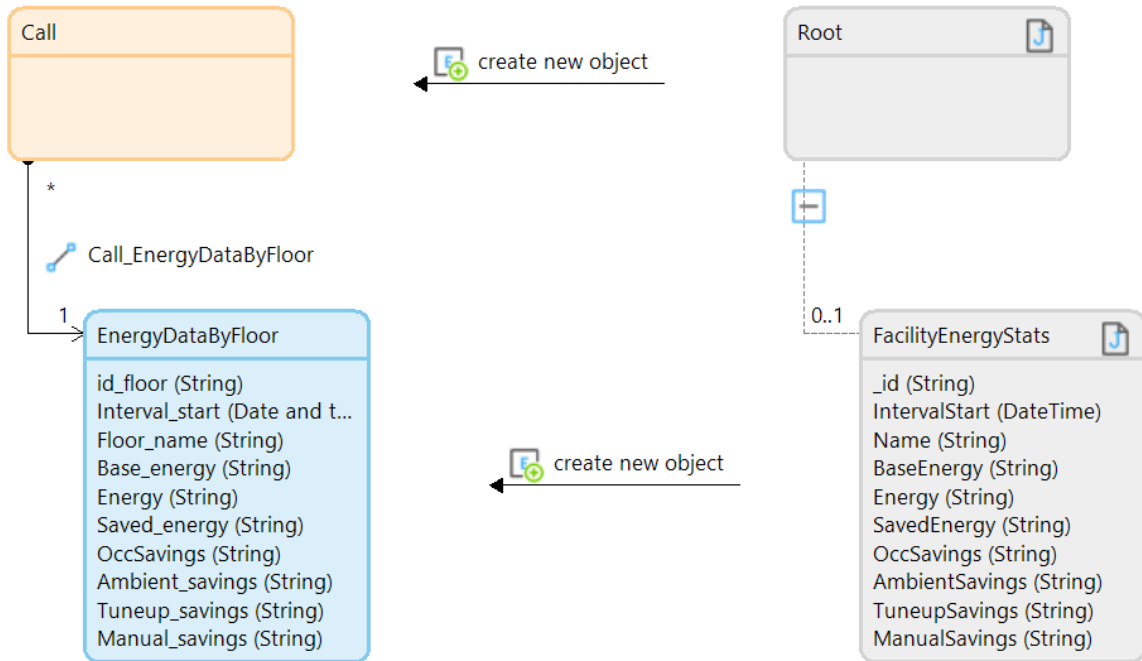 Call
create new object
Root
*
Call_EnergyDataByFloor
1
0..1
EnergyDataByFloor
id_floor (String)
Interval_start (Date and t...
Floor_name (String)
Base_energy (String)
Energy (String)
Saved_energy (String)
OccSavings (String)
Ambient_savings (String)
Tuneup_savings (String)
Manual_savings (String)
create new object
FacilityEnergyStats
_id (String)
IntervalStart (DateTime)
Name (String)
BaseEnergy (String)
Energy (String)
SavedEnergy (String)
OccSavings (String)
AmbientSavings (String)
TuneupSavings (String)
ManualSavings (String)